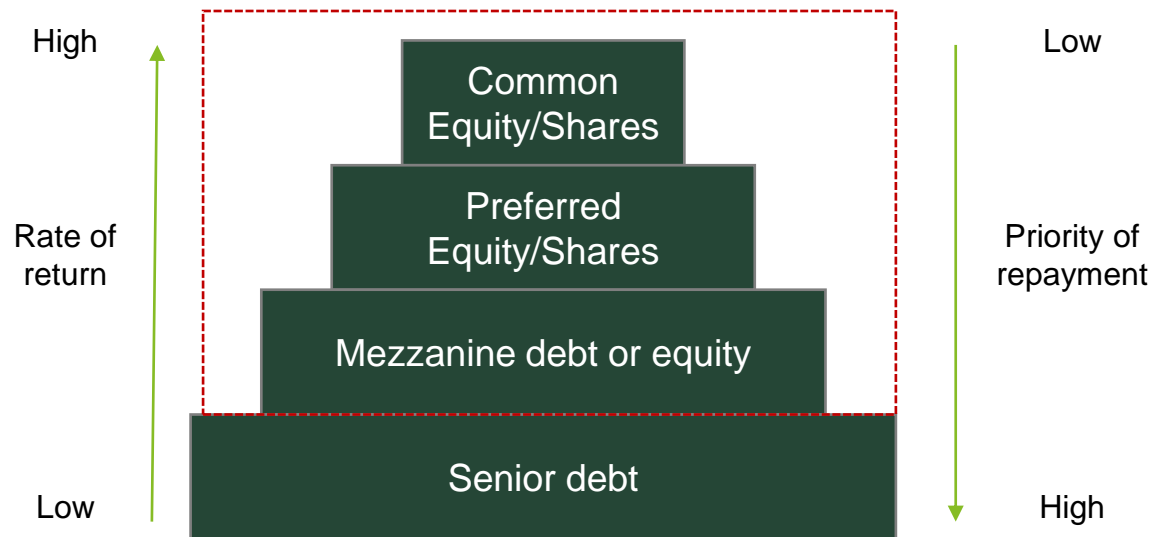 High
Low
Common
Equity/Shares
Preferred
Equity/Shares
Rate of
return
Priority of
repayment
Mezzanine debt or equity
Senior debt
Low
High